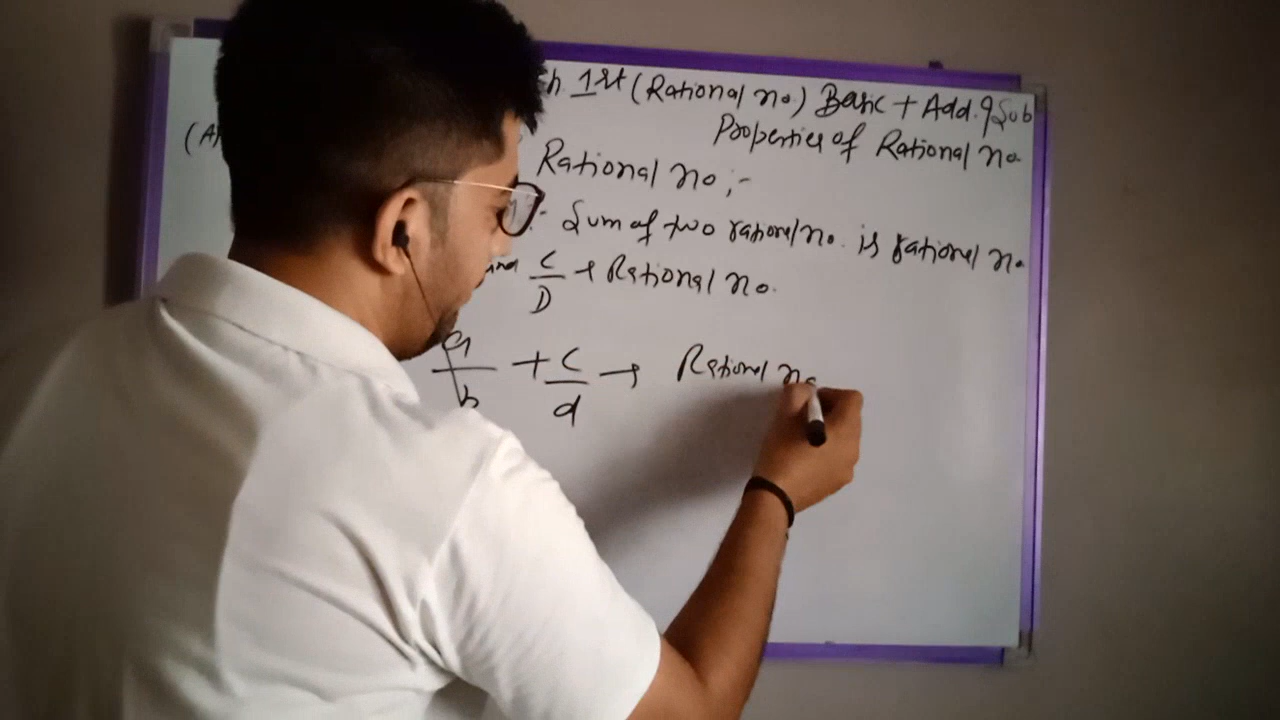 h. 1st (Rational no.) Basic + Add. & Sub
Properties of Rational no.
(A
Rational no :-
:- Sum of two rational no. is rational no.
and C/D → Rational no.
a/b + c/d → Rational no